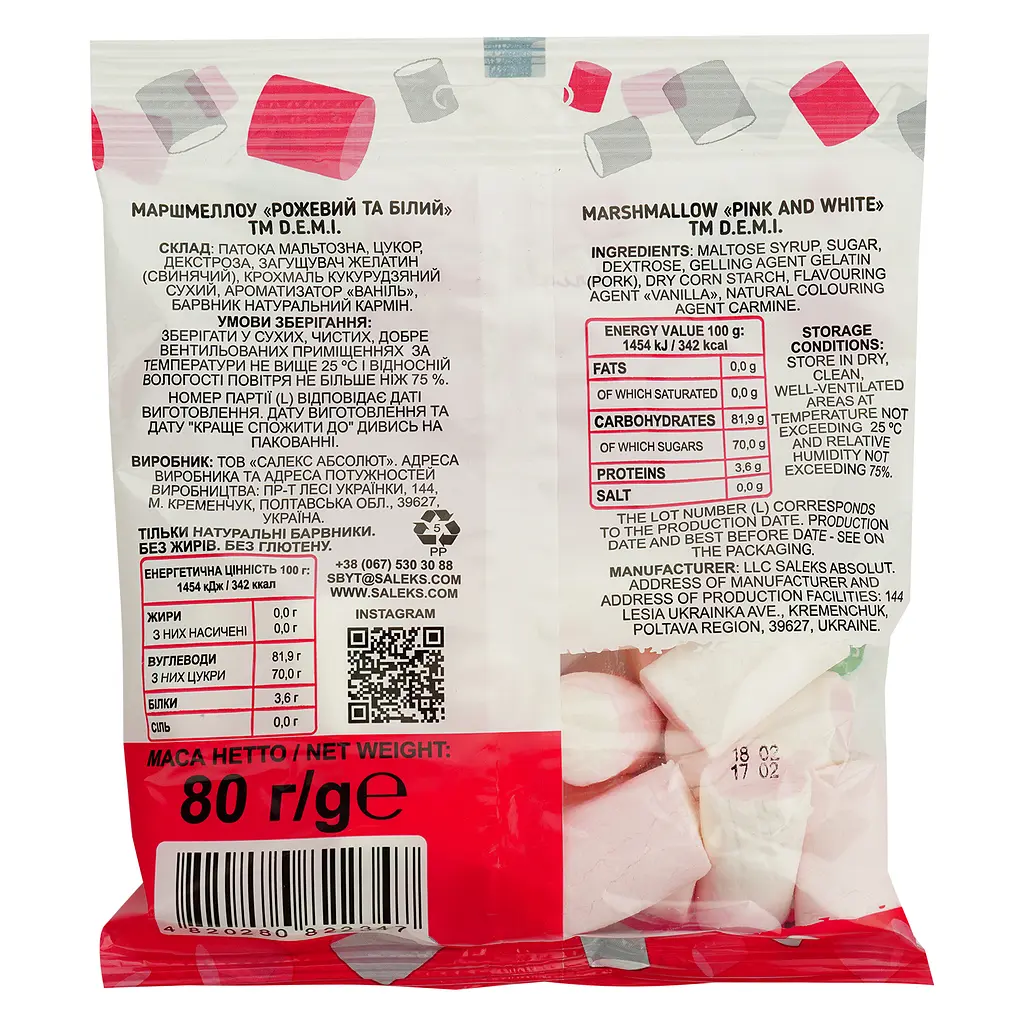 МАРШМЕЛЛОУ «РОЖЕВИЙ ТА БІЛИЙ»
ТМ D.E.M.I.
СКЛАД: ПАТОКА МАЛЬТОЗНА, ЦУКОР,
ДЕКСТРОЗА, ЗАГУЩУВАЧ ЖЕЛАТИН
(СВИНЯЧИЙ), КРОХМАЛЬ КУКУРУДЗЯНИЙ
СУХИЙ, АРОМАТИЗАТОР «ВАНІЛЬ»,
БАРВНИК НАТУРАЛЬНИЙ КАРМІН.
УМОВИ ЗБЕРІГАННЯ:
ЗБЕРІГАТИ У СУХИХ, ЧИСТИХ, ДОБРЕ
ВЕНТИЛЬОВАНИХ ПРИМІЩЕННЯХ ЗА
ТЕМПЕРАТУРИ НЕ ВИЩЕ 25 ºС І ВІДНОСНІЙ
ВОЛОГОСТІ ПОВІТРЯ НЕ БІЛЬШЕ НІЖ 75 %.
НОМЕР ПАРТІЇ (L) ВІДПОВІДАЄ ДАТІ
ВИГОТОВЛЕННЯ. ДАТУ ВИГОТОВЛЕННЯ ТА
ДАТУ "КРАЩЕ СПОЖИТИ ДО" ДИВИСЬ НА
ПАКОВАННІ.
ВИРОБНИК: ТОВ «САЛЕКС АБСОЛЮТ». АДРЕСА
ВИРОБНИКА ТА АДРЕСА ПОТУЖНОСТЕЙ
ВИРОБНИЦТВА: ПР-Т ЛЕСІ УКРАЇНКИ, 144,
М. КРЕМЕНЧУК, ПОЛТАВСЬКА ОБЛ., 39627,
УКРАЇНА.
ТІЛЬКИ НАТУРАЛЬНІ БАРВНИКИ.
БЕЗ ЖИРІВ. БЕЗ ГЛЮТЕНУ.
5
PP
ЕНЕРГЕТИЧНА ЦІННІСТЬ 100 г:
1454 кДж / 342 ккал
ЖИРИ 0,0 г
З НИХ НАСИЧЕНІ 0,0 г
ВУГЛЕВОДИ 81,9 г
З НИХ ЦУКРИ 70,0 г
БІЛКИ 3,6 г
СІЛЬ 0,0 г
+38 (067) 530 30 88
SBYT@SALEKS.COM
WWW.SALEKS.COM
INSTAGRAM
МАСА НЕТТО / NET WEIGHT:
80 г/g℮
4 820280 822347
MARSHMALLOW «PINK AND WHITE»
TM D.E.M.I.
INGREDIENTS: MALTOSE SYRUP, SUGAR,
DEXTROSE, GELLING AGENT GELATIN
(PORK), DRY CORN STARCH, FLAVOURING
AGENT «VANILLA», NATURAL COLOURING
AGENT CARMINE.
ENERGY VALUE 100 g:
1454 kJ / 342 kcal
FATS 0,0 g
OF WHICH SATURATED 0,0 g
CARBOHYDRATES 81,9 g
OF WHICH SUGARS 70,0 g
PROTEINS 3,6 g
SALT 0,0 g
STORAGE
CONDITIONS:
STORE IN DRY,
CLEAN,
WELL-VENTILATED
AREAS AT
TEMPERATURE NOT
EXCEEDING 25 ºC
AND RELATIVE
HUMIDITY NOT
EXCEEDING 75%.
THE LOT NUMBER (L) CORRESPONDS
TO THE PRODUCTION DATE. PRODUCTION
DATE AND BEST BEFORE DATE - SEE ON
THE PACKAGING.
MANUFACTURER: LLC SALEKS ABSOLUT.
ADDRESS OF MANUFACTURER AND
ADDRESS OF PRODUCTION FACILITIES: 144
LESIA UKRAINKA AVE., KREMENCHUK,
POLTAVA REGION, 39627, UKRAINE.
18 02
17 02